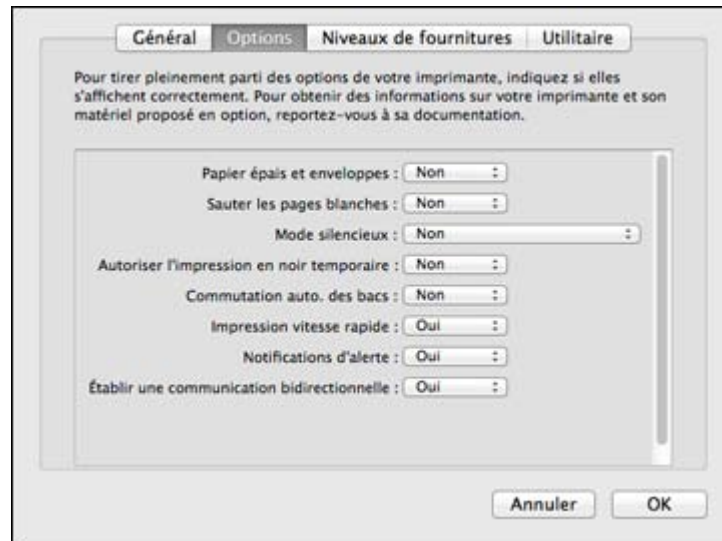 Général Options Niveaux de fournitures Utilitaire
Pour tirer pleinement parti des options de votre imprimante, indiquez si elles
s'affichent correctement. Pour obtenir des informations sur votre imprimante et son
matériel proposé en option, reportez-vous à sa documentation.
Papier épais et enveloppes : Non
Sauter les pages blanches : Non
Mode silencieux : Non
Autoriser l'impression en noir temporaire : Non
Commutation auto. des bacs : Non
Impression vitesse rapide : Oui
Notifications d'alerte : Oui
Établir une communication bidirectionnelle : Oui
Annuler OK